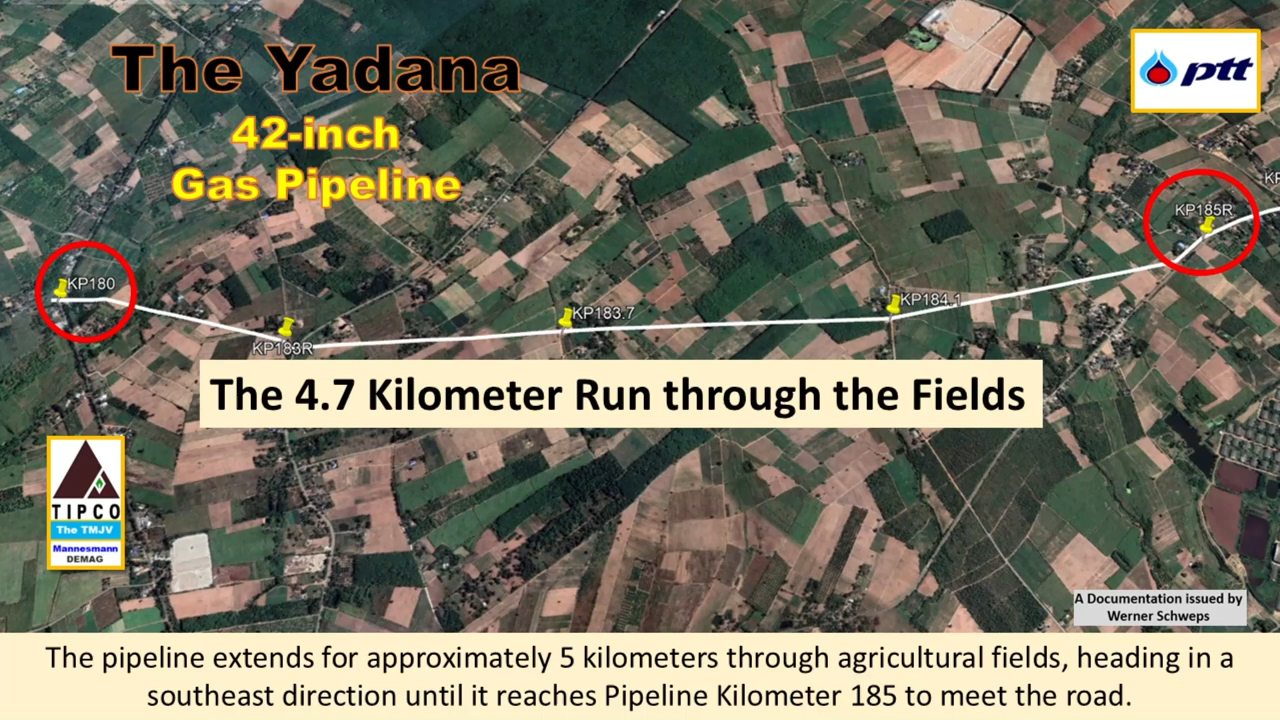 The Yadana
42-inch
Gas Pipeline
ptt
KP185R
KP180
KP184.1
KP183.7
KP183R
The 4.7 Kilometer Run through the Fields
TIPCO
The TMJV
Mannesmann
DEMAG
A Documentation issued by
Werner Schweps
The pipeline extends for approximately 5 kilometers through agricultural fields, heading in a
southeast direction until it reaches Pipeline Kilometer 185 to meet the road.